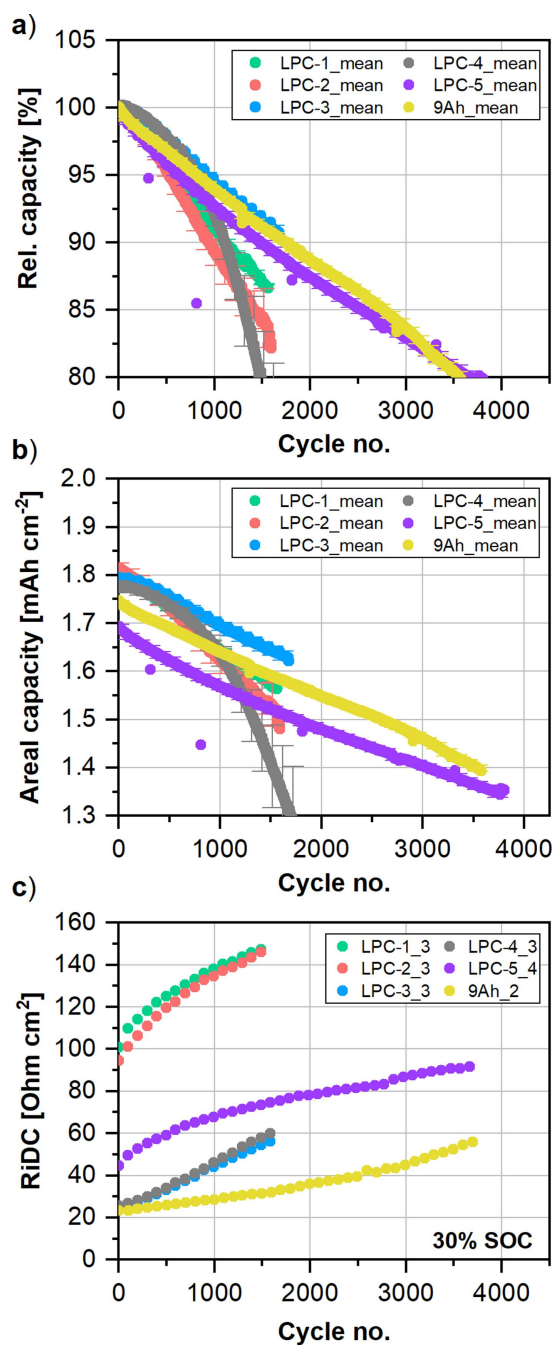 a)
105
100
95
90
85
80
Rel. capacity [%]
LPC-1_mean LPC-4_mean
LPC-2_mean LPC-5_mean
LPC-3_mean 9Ah_mean
0 1000 2000 3000 4000
Cycle no.
b)
2.0
1.9
1.8
1.7
1.6
1.5
1.4
1.3
Areal capacity [mAh cm⁻²]
LPC-1_mean LPC-4_mean
LPC-2_mean LPC-5_mean
LPC-3_mean 9Ah_mean
0 1000 2000 3000 4000
Cycle no.
c)
160
140
120
100
80
60
40
20
0
RiDC [Ohm cm²]
LPC-1_3 LPC-4_3
LPC-2_3 LPC-5_4
LPC-3_3 9Ah_2
30% SOC
0 1000 2000 3000 4000
Cycle no.